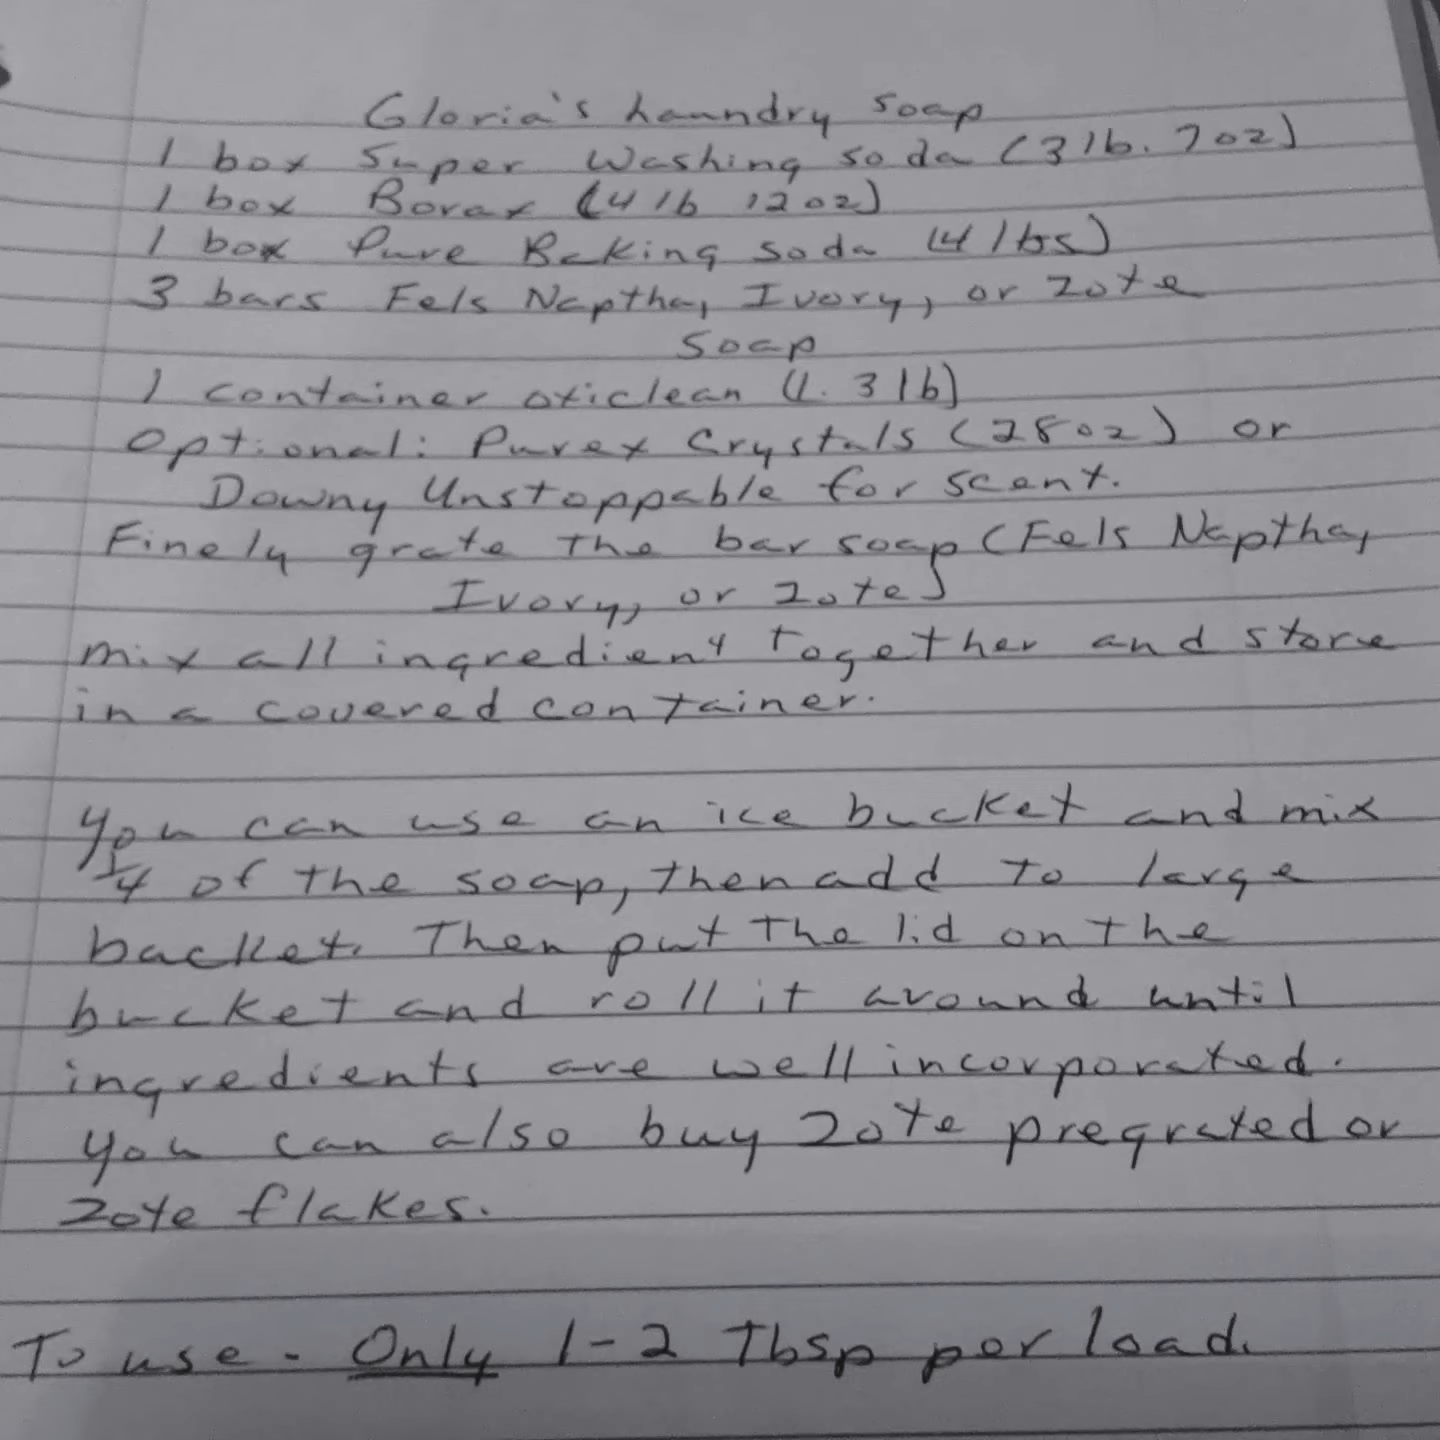 Gloria's Laundry Soap
1 box Super Washing soda (3 lb. 7oz)
1 box Borax (4 lb 12oz)
1 box Pure Baking soda (4 lbs)
3 bars Fels Naptha, Ivory, or Zote
soap
1 container oxiclean (1.3 lb)
Optional: Purex Crystals (28oz) or
Downy Unstoppable for scent.
Finely grate the bar soap (Fels Naptha,
Ivory, or Zote)
mix all ingredient together and store
in a covered container.
you can use an ice bucket and mix
1/4 of the soap, then add to large
bucket. Then put the lid on the
bucket and roll it around until
ingredients are well incorporated.
you can also buy Zote pregrated or
Zote flakes.
To use - Only 1-2 Tbsp per load.